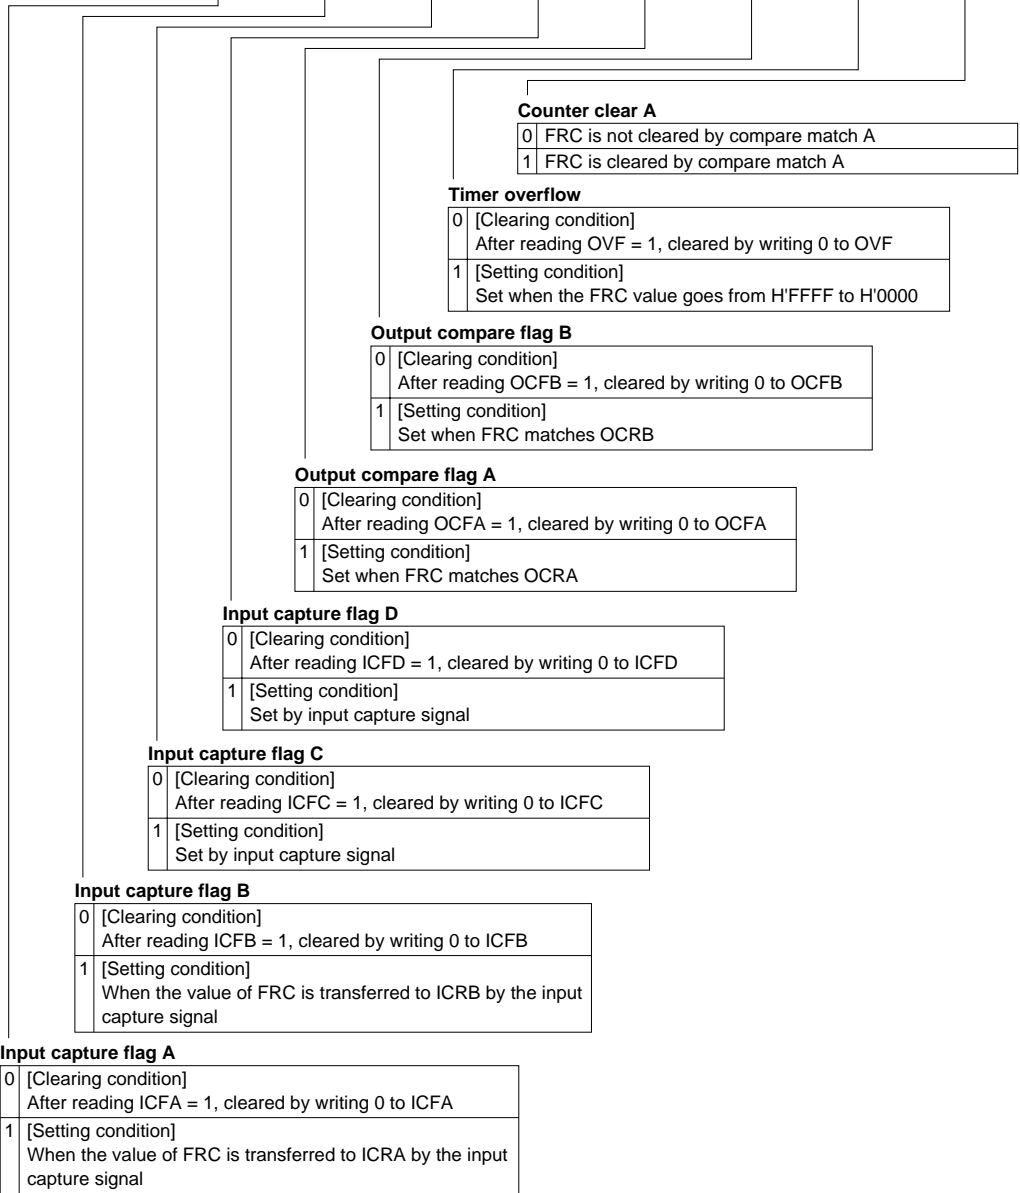 Counter clear A
0 FRC is not cleared by compare match A
1 FRC is cleared by compare match A
Timer overflow
0 [Clearing condition]
After reading OVF = 1, cleared by writing 0 to OVF
1 [Setting condition]
Set when the FRC value goes from H'FFFF to H'0000
Output compare flag B
0 [Clearing condition]
After reading OCFB = 1, cleared by writing 0 to OCFB
1 [Setting condition]
Set when FRC matches OCRB
Output compare flag A
0 [Clearing condition]
After reading OCFA = 1, cleared by writing 0 to OCFA
1 [Setting condition]
Set when FRC matches OCRA
Input capture flag D
0 [Clearing condition]
After reading ICFD = 1, cleared by writing 0 to ICFD
1 [Setting condition]
Set by input capture signal
Input capture flag C
0 [Clearing condition]
After reading ICFC = 1, cleared by writing 0 to ICFC
1 [Setting condition]
Set by input capture signal
Input capture flag B
0 [Clearing condition]
After reading ICFB = 1, cleared by writing 0 to ICFB
1 [Setting condition]
When the value of FRC is transferred to ICRB by the input
capture signal
Input capture flag A
0 [Clearing condition]
After reading ICFA = 1, cleared by writing 0 to ICFA
1 [Setting condition]
When the value of FRC is transferred to ICRA by the input
capture signal